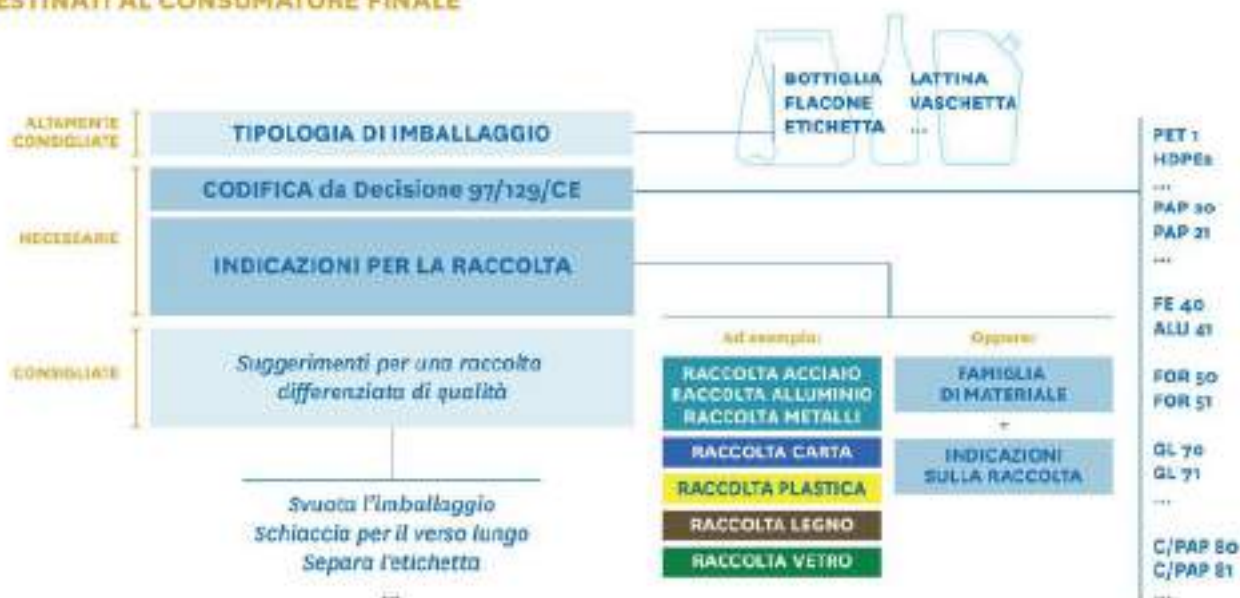 ESTINATI AL CONSUMATORE FINALE
BOTTIGLIA LATTINA
FLACONE VASCHETTA
ETICHETTA ...
ALTAMENTE
CONSIGLIATE
TIPOLOGIA DI IMBALLAGGIO
CODIFICA da Decisione 97/129/CE
NECESSARIE
INDICAZIONI PER LA RACCOLTA
CONSIGLIATE
Suggerimenti per una raccolta
differenziata di qualità
Svuota l'imballaggio
Schiaccia per il verso lungo
Separa l'etichetta
...
Ad esempio:
RACCOLTA ACCIAIO
RACCOLTA ALLUMINIO
RACCOLTA METALLI
RACCOLTA CARTA
RACCOLTA PLASTICA
RACCOLTA LEGNO
RACCOLTA VETRO
Oppure:
FAMIGLIA
DI MATERIALE
+
INDICAZIONI
SULLA RACCOLTA
PET 1
HDPE2
...
PAP 20
PAP 21
...
FE 40
ALU 41
FOR 50
FOR 51
GL 70
GL 71
...
C/PAP 80
C/PAP 81
...